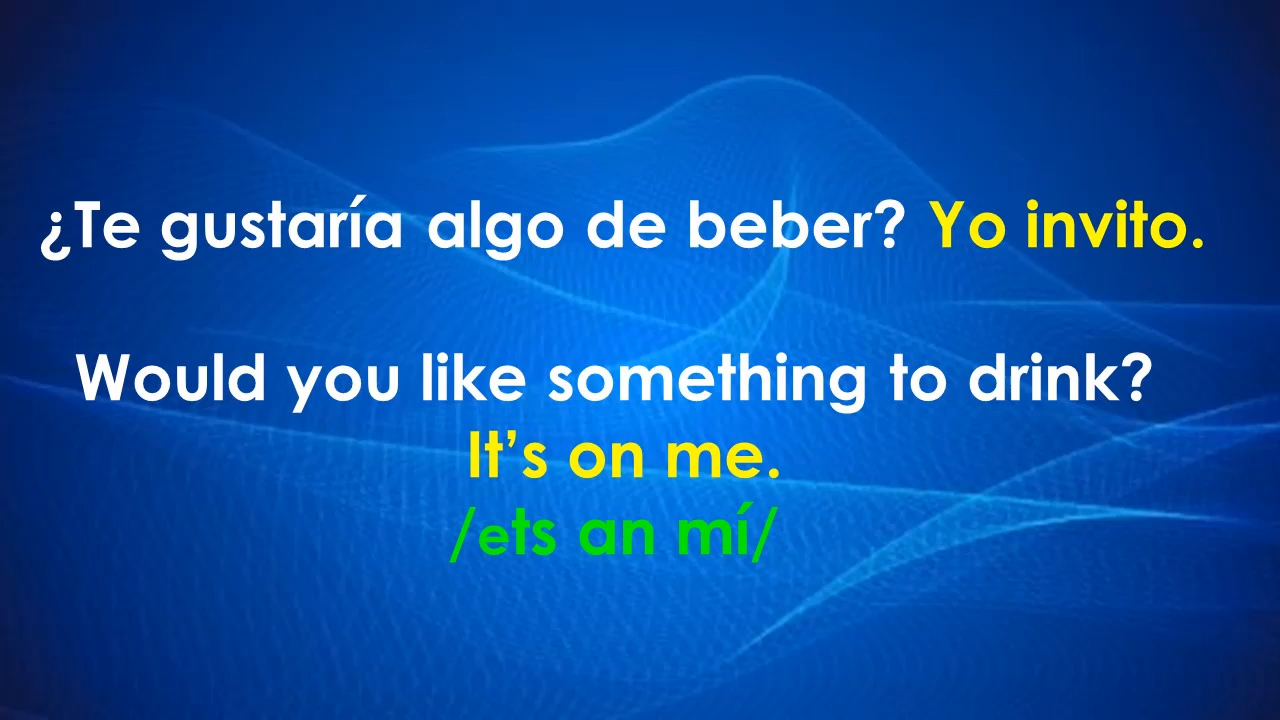 ¿Te gustaría algo de beber? Yo invito.
Would you like something to drink?
It’s on me.
/ets an mí/